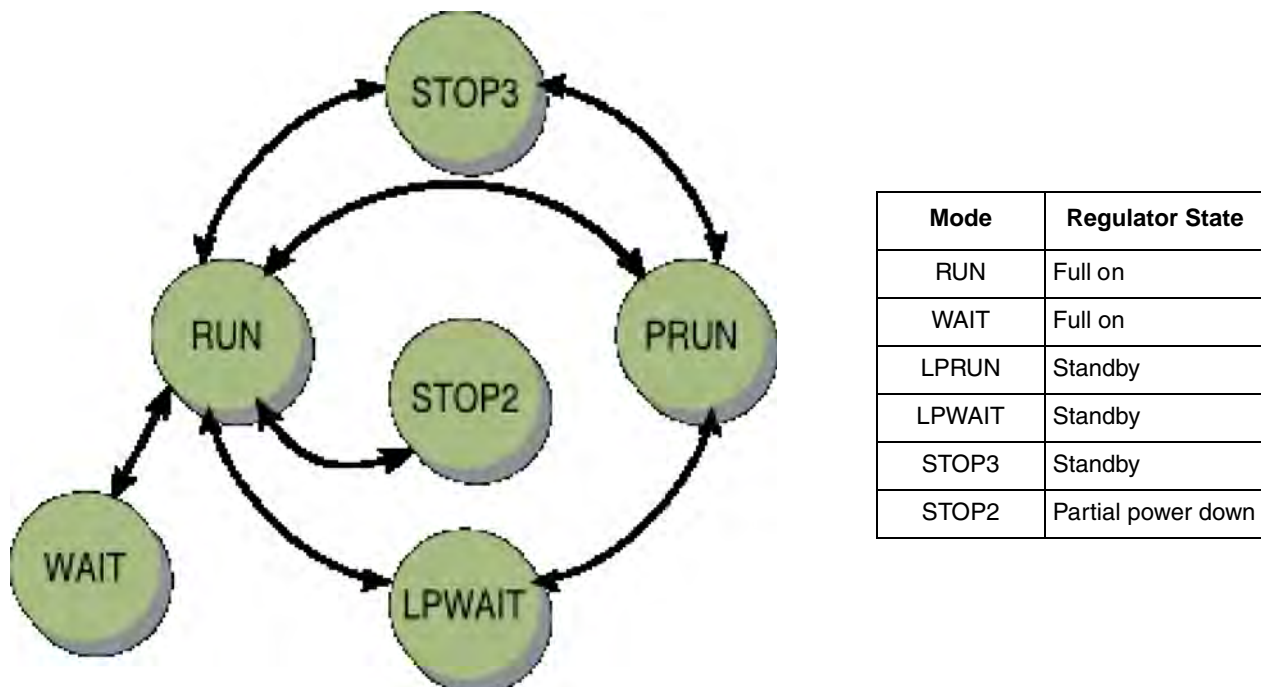 STOP3
RUN
PRUN
STOP2
WAIT
LPWAIT
Mode Regulator State
RUN Full on
WAIT Full on
LPRUN Standby
LPWAIT Standby
STOP3 Standby
STOP2 Partial power down